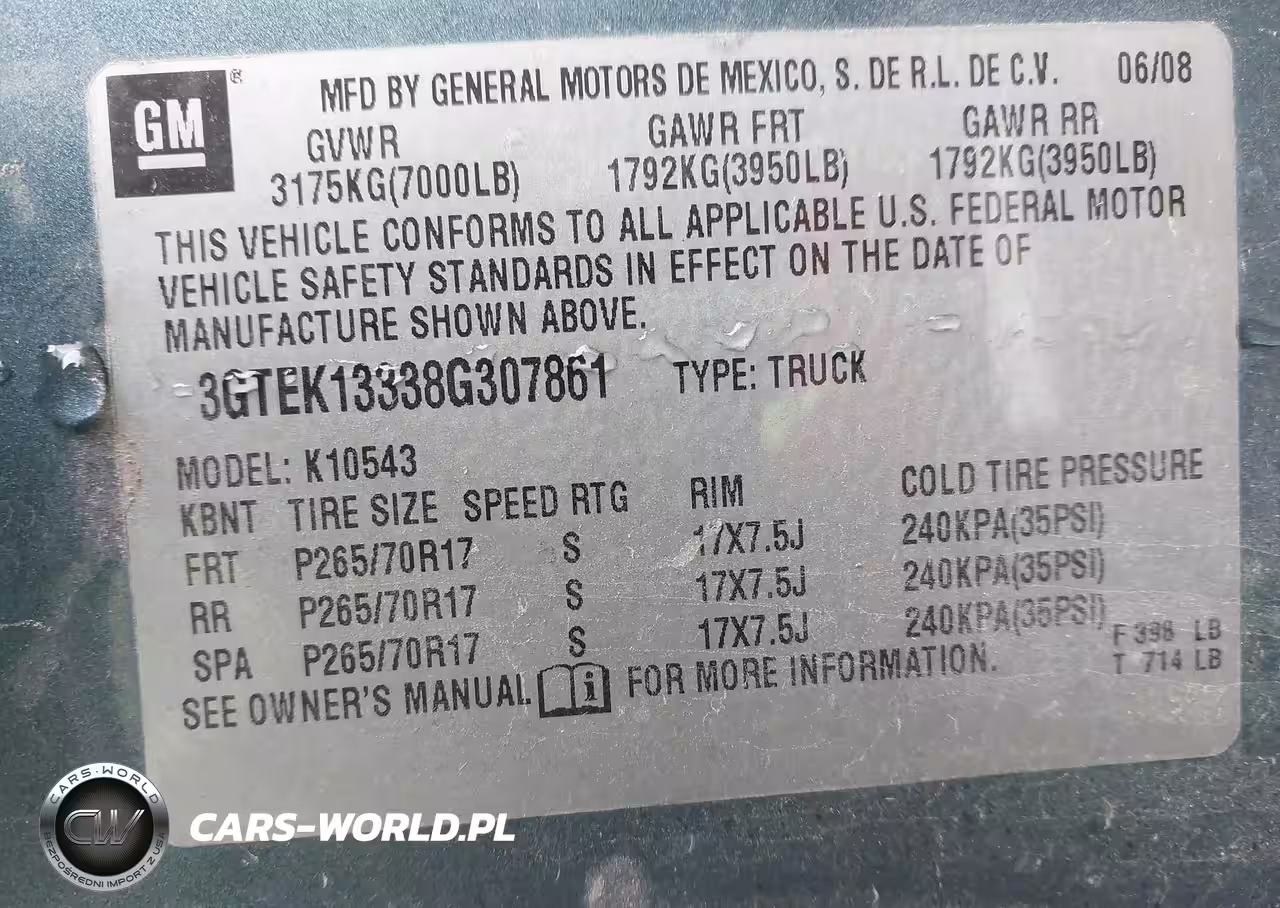 GM ®
MFD BY GENERAL MOTORS DE MEXICO, S. DE R.L. DE C.V. 06/08
GVWR GAWR FRT GAWR RR
3175KG(7000LB) 1792KG(3950LB) 1792KG(3950LB)
THIS VEHICLE CONFORMS TO ALL APPLICABLE U.S. FEDERAL MOTOR
VEHICLE SAFETY STANDARDS IN EFFECT ON THE DATE OF
MANUFACTURE SHOWN ABOVE.
3GTEK13338G307861 TYPE: TRUCK
MODEL: K10543
KBNT TIRE SIZE SPEED RTG RIM COLD TIRE PRESSURE
FRT P265/70R17 S 17X7.5J 240KPA(35PSI)
RR P265/70R17 S 17X7.5J 240KPA(35PSI)
SPA P265/70R17 S 17X7.5J 240KPA(35PSI)
F 398 LB
T 714 LB
SEE OWNER'S MANUAL i FOR MORE INFORMATION.
CARS-WORLD
CW
BEZPOŚREDNI IMPORT Z USA
CARS-WORLD.PL